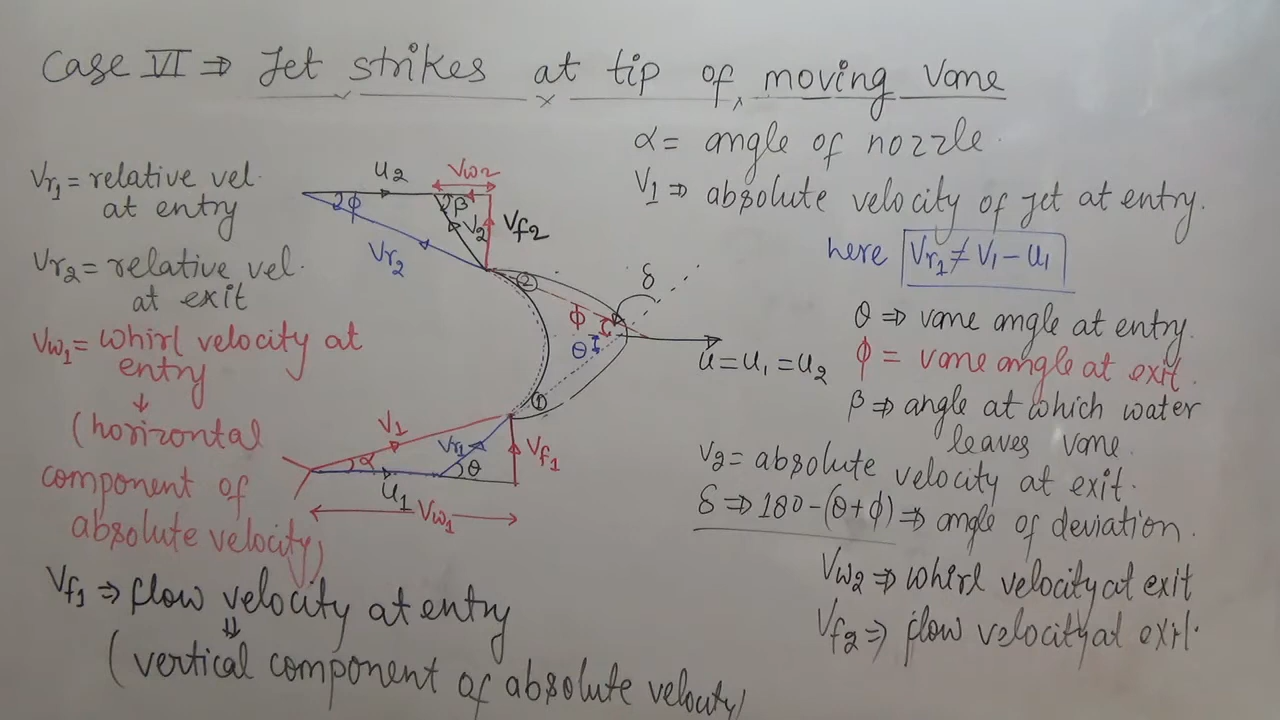 Case VI ⇒ Jet strikes at tip of moving Vane
α = angle of nozzle.
V1 ⇒ absolute velocity of jet at entry.
here Vr1 ≠ V1 - u1
Vr1 = relative vel.
at entry
Vr2 = relative vel.
at exit
Vw1 = whirl velocity at
entry
↓
(horizontal
component of
absolute velocity)
Vf1 ⇒ flow velocity at entry
⇓
(vertical component of absolute velocity)
u2
Vw2
φ
β
V2
Vf2
Vr2
②
δ
φ
θ
u = u1 = u2
①
V1
Vr1
Vf1
α
θ
u1
Vw1
θ ⇒ vane angle at entry.
φ = vane angle at exit.
β ⇒ angle at which water
leaves vane.
V2 = absolute velocity at exit.
δ ⇒ 180 - (θ + φ) ⇒ angle of deviation.
Vw2 ⇒ whirl velocity at exit
Vf2 ⇒ flow velocity at exit.